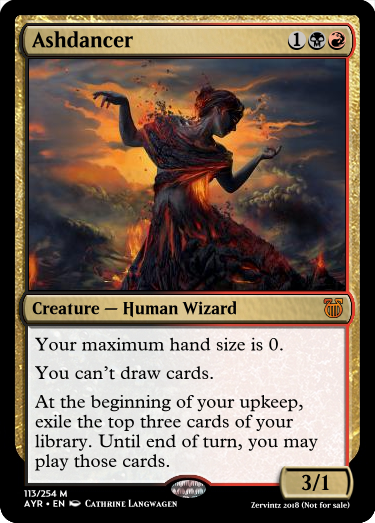 Ashdancer 1
Creature — Human Wizard
Your maximum hand size is 0.
You can't draw cards.
At the beginning of your upkeep,
exile the top three cards of your
library. Until end of turn, you may
play those cards.
3/1
113/254 M
AYR • EN Cathrine Langwagen
Zervintz 2018 (Not for sale)